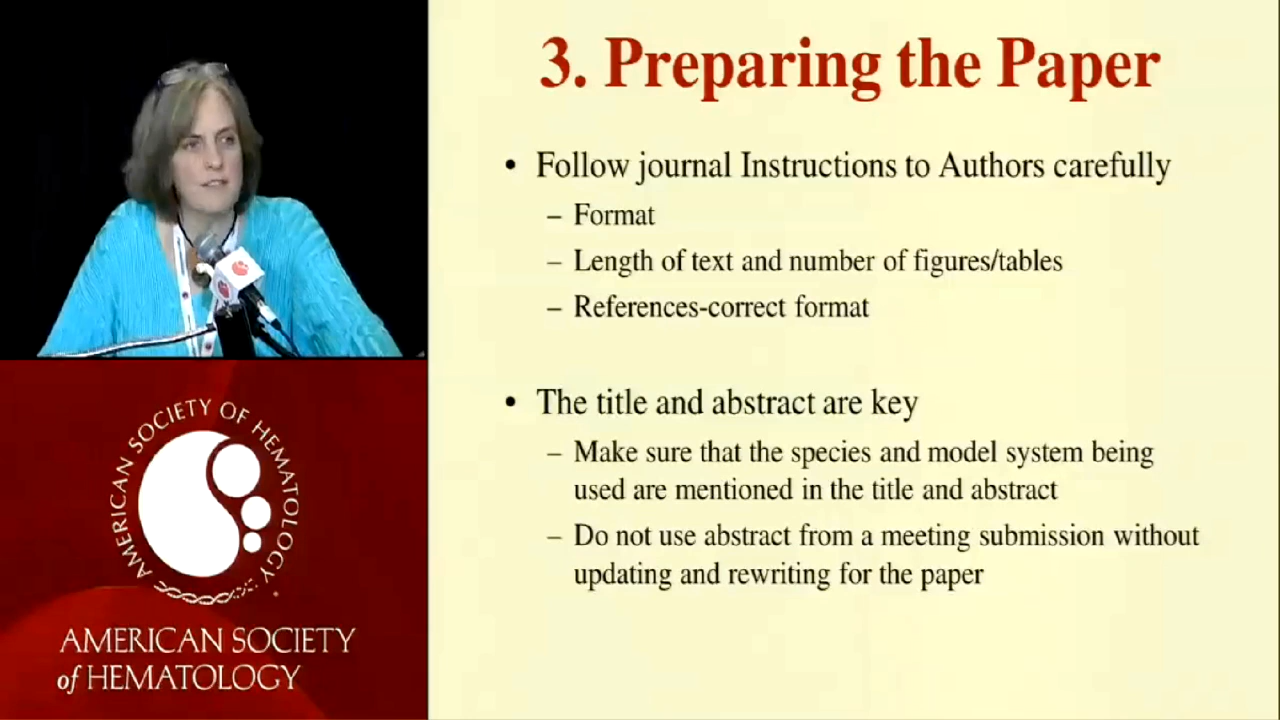 3. Preparing the Paper
• Follow journal Instructions to Authors carefully
– Format
– Length of text and number of figures/tables
– References-correct format
• The title and abstract are key
– Make sure that the species and model system being
used are mentioned in the title and abstract
– Do not use abstract from a meeting submission without
updating and rewriting for the paper
AMERICAN SOCIETY OF HEMATOLOGY
AMERICAN SOCIETY
of HEMATOLOGY